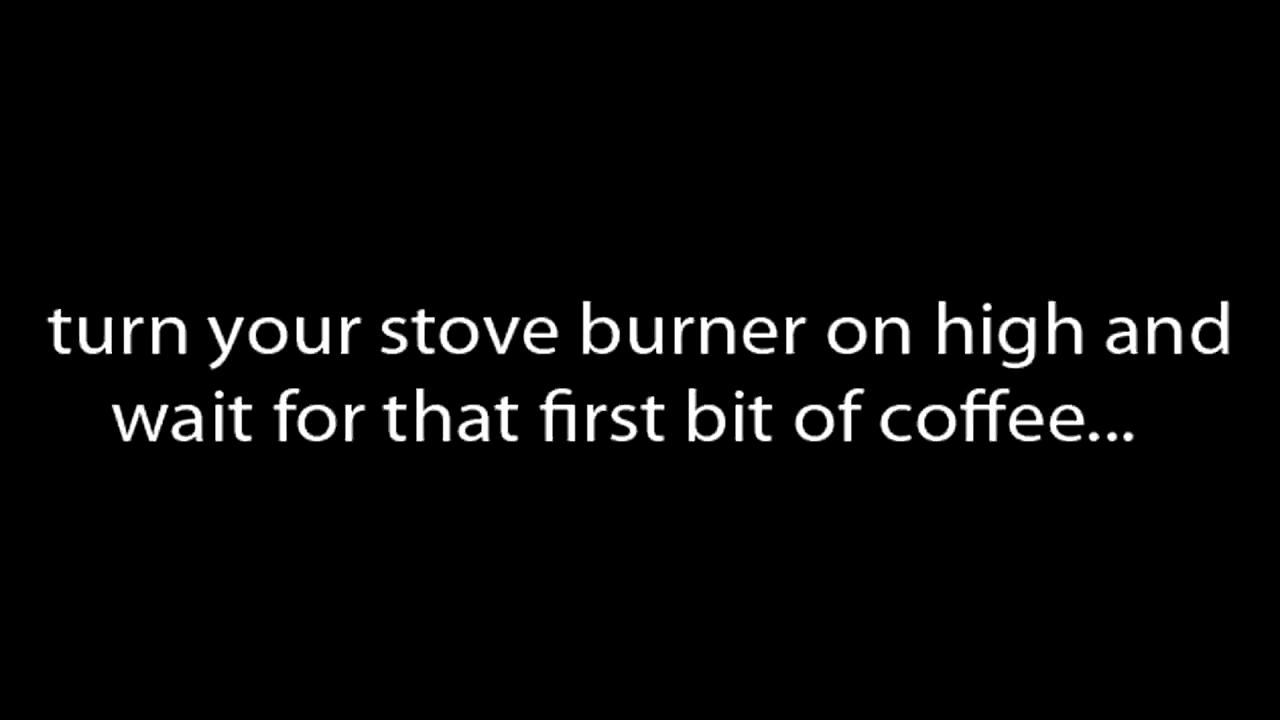 turn your stove burner on high and
wait for that first bit of coffee...